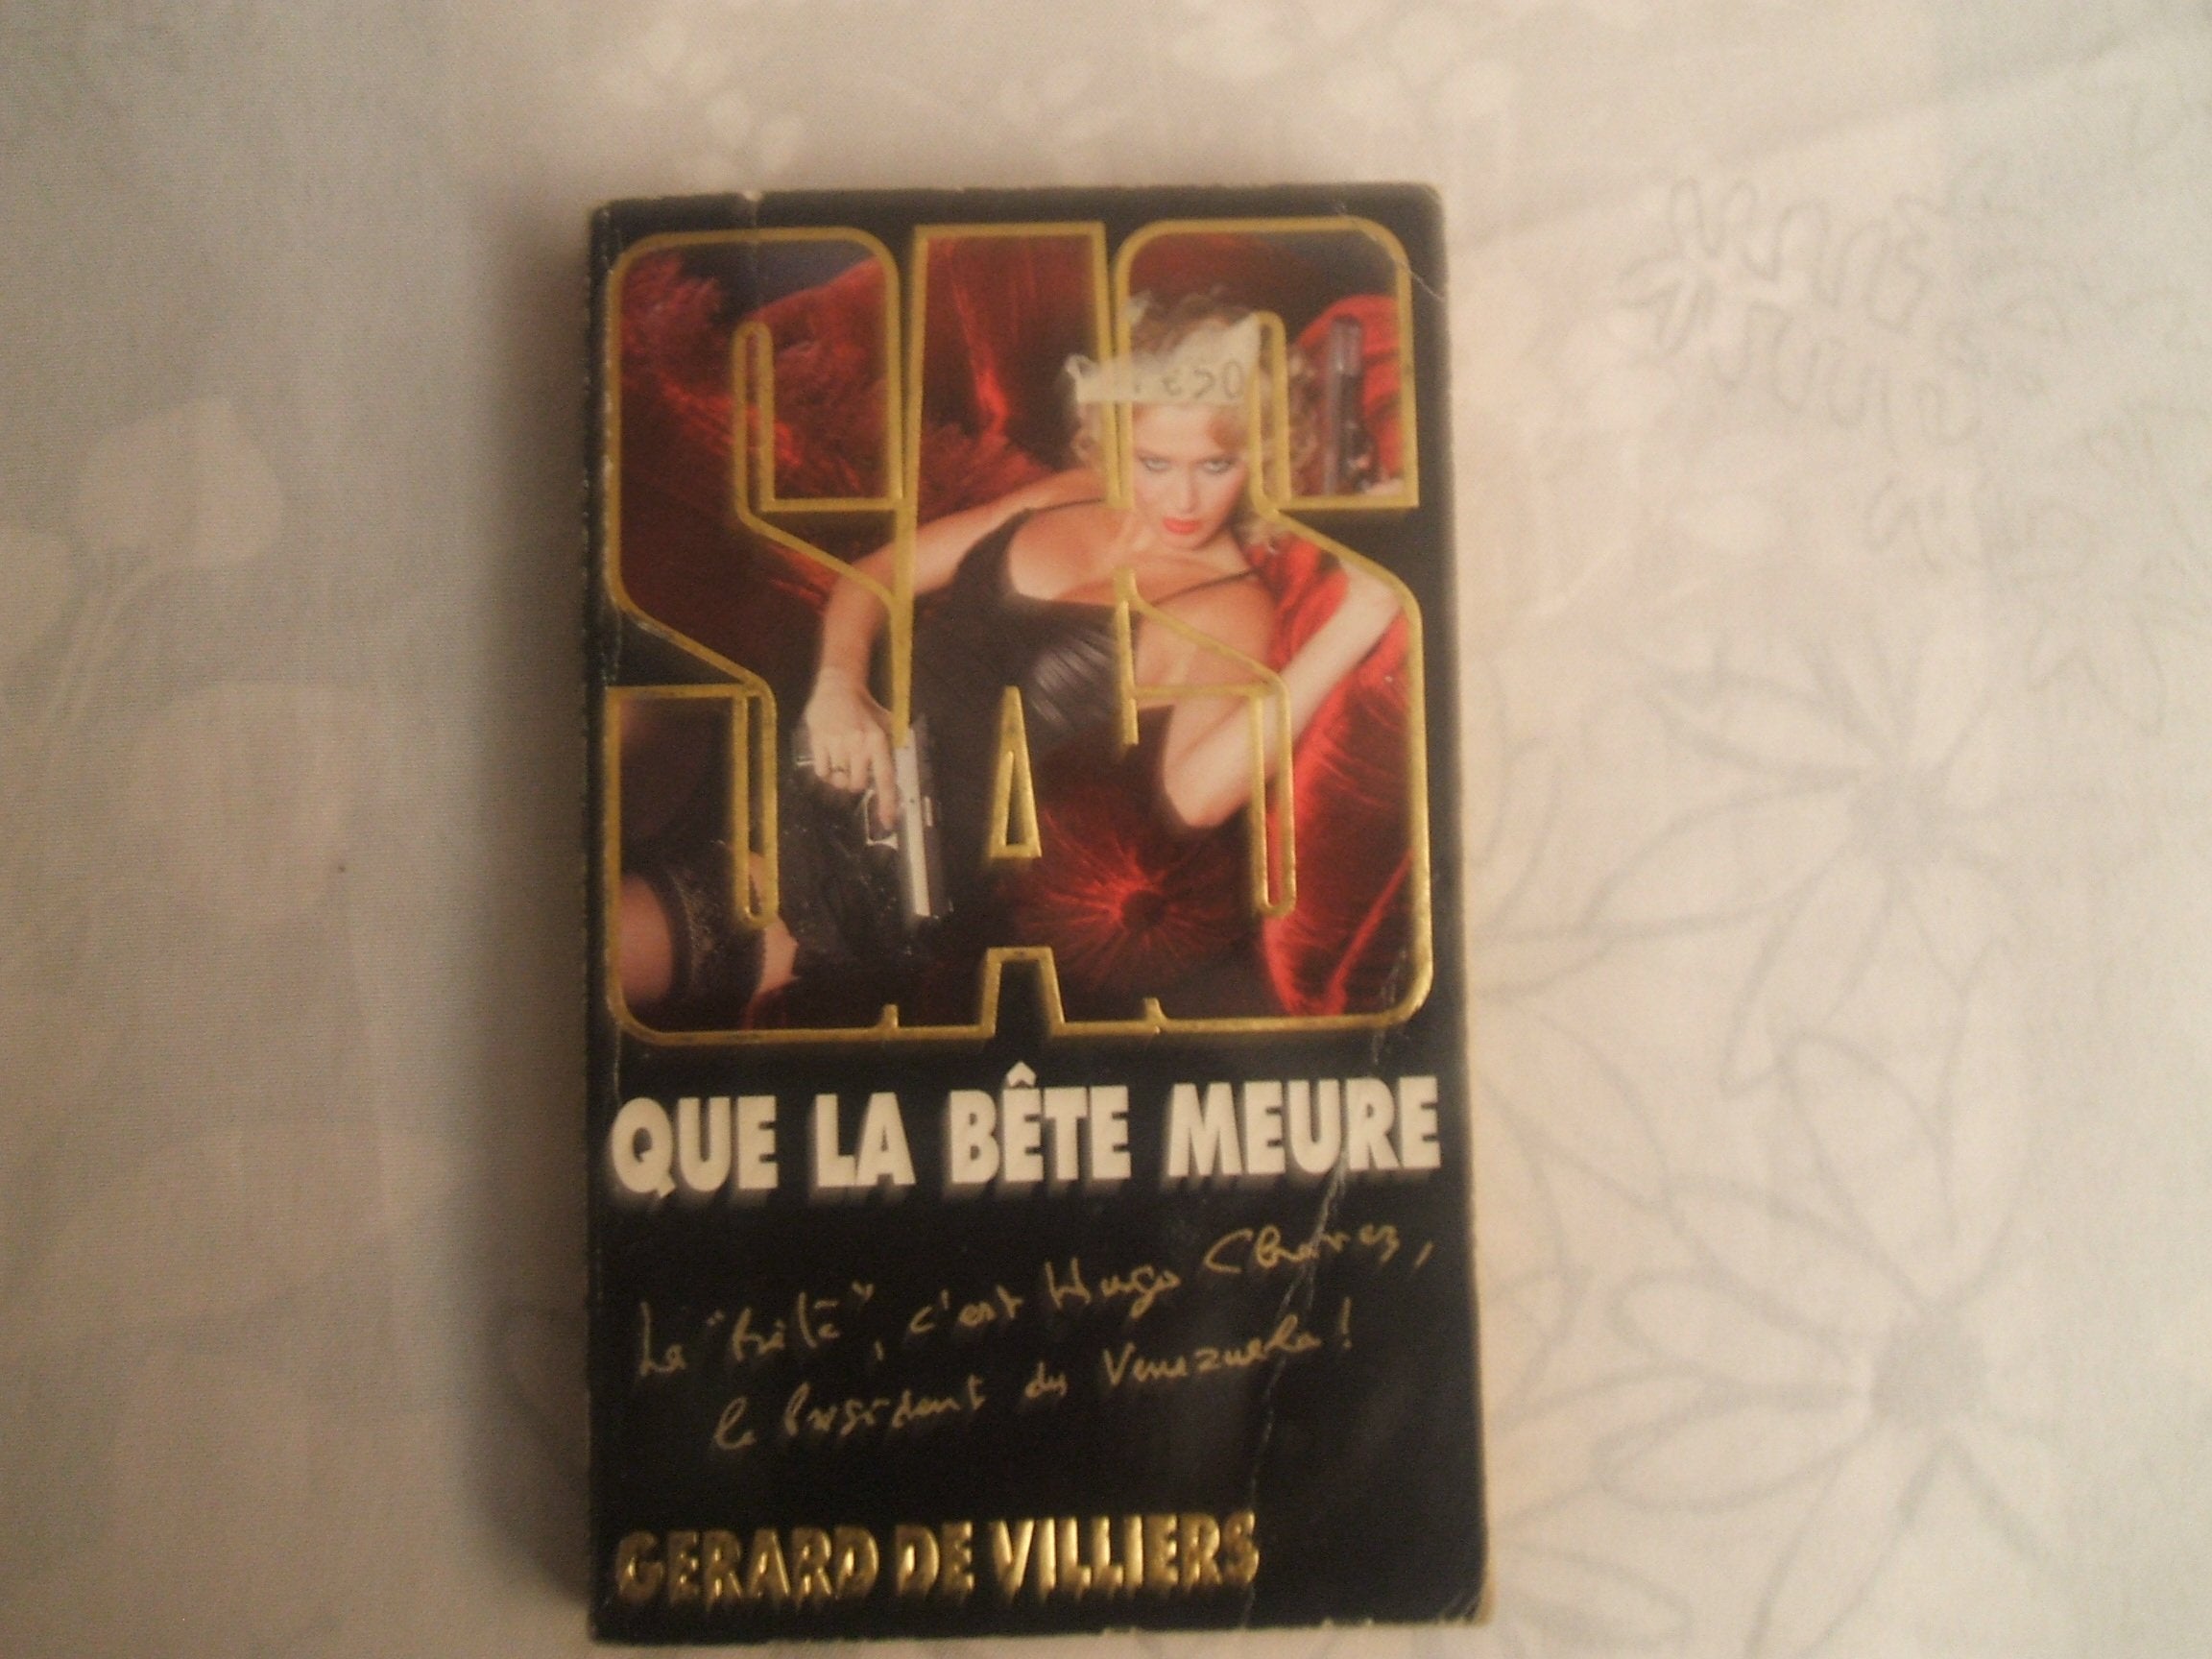 SAS
QUE LA BÊTE MEURE
La "bête", c'est Hugo Chavez,
le Président du Venezuela !
GERARD DE VILLIERS